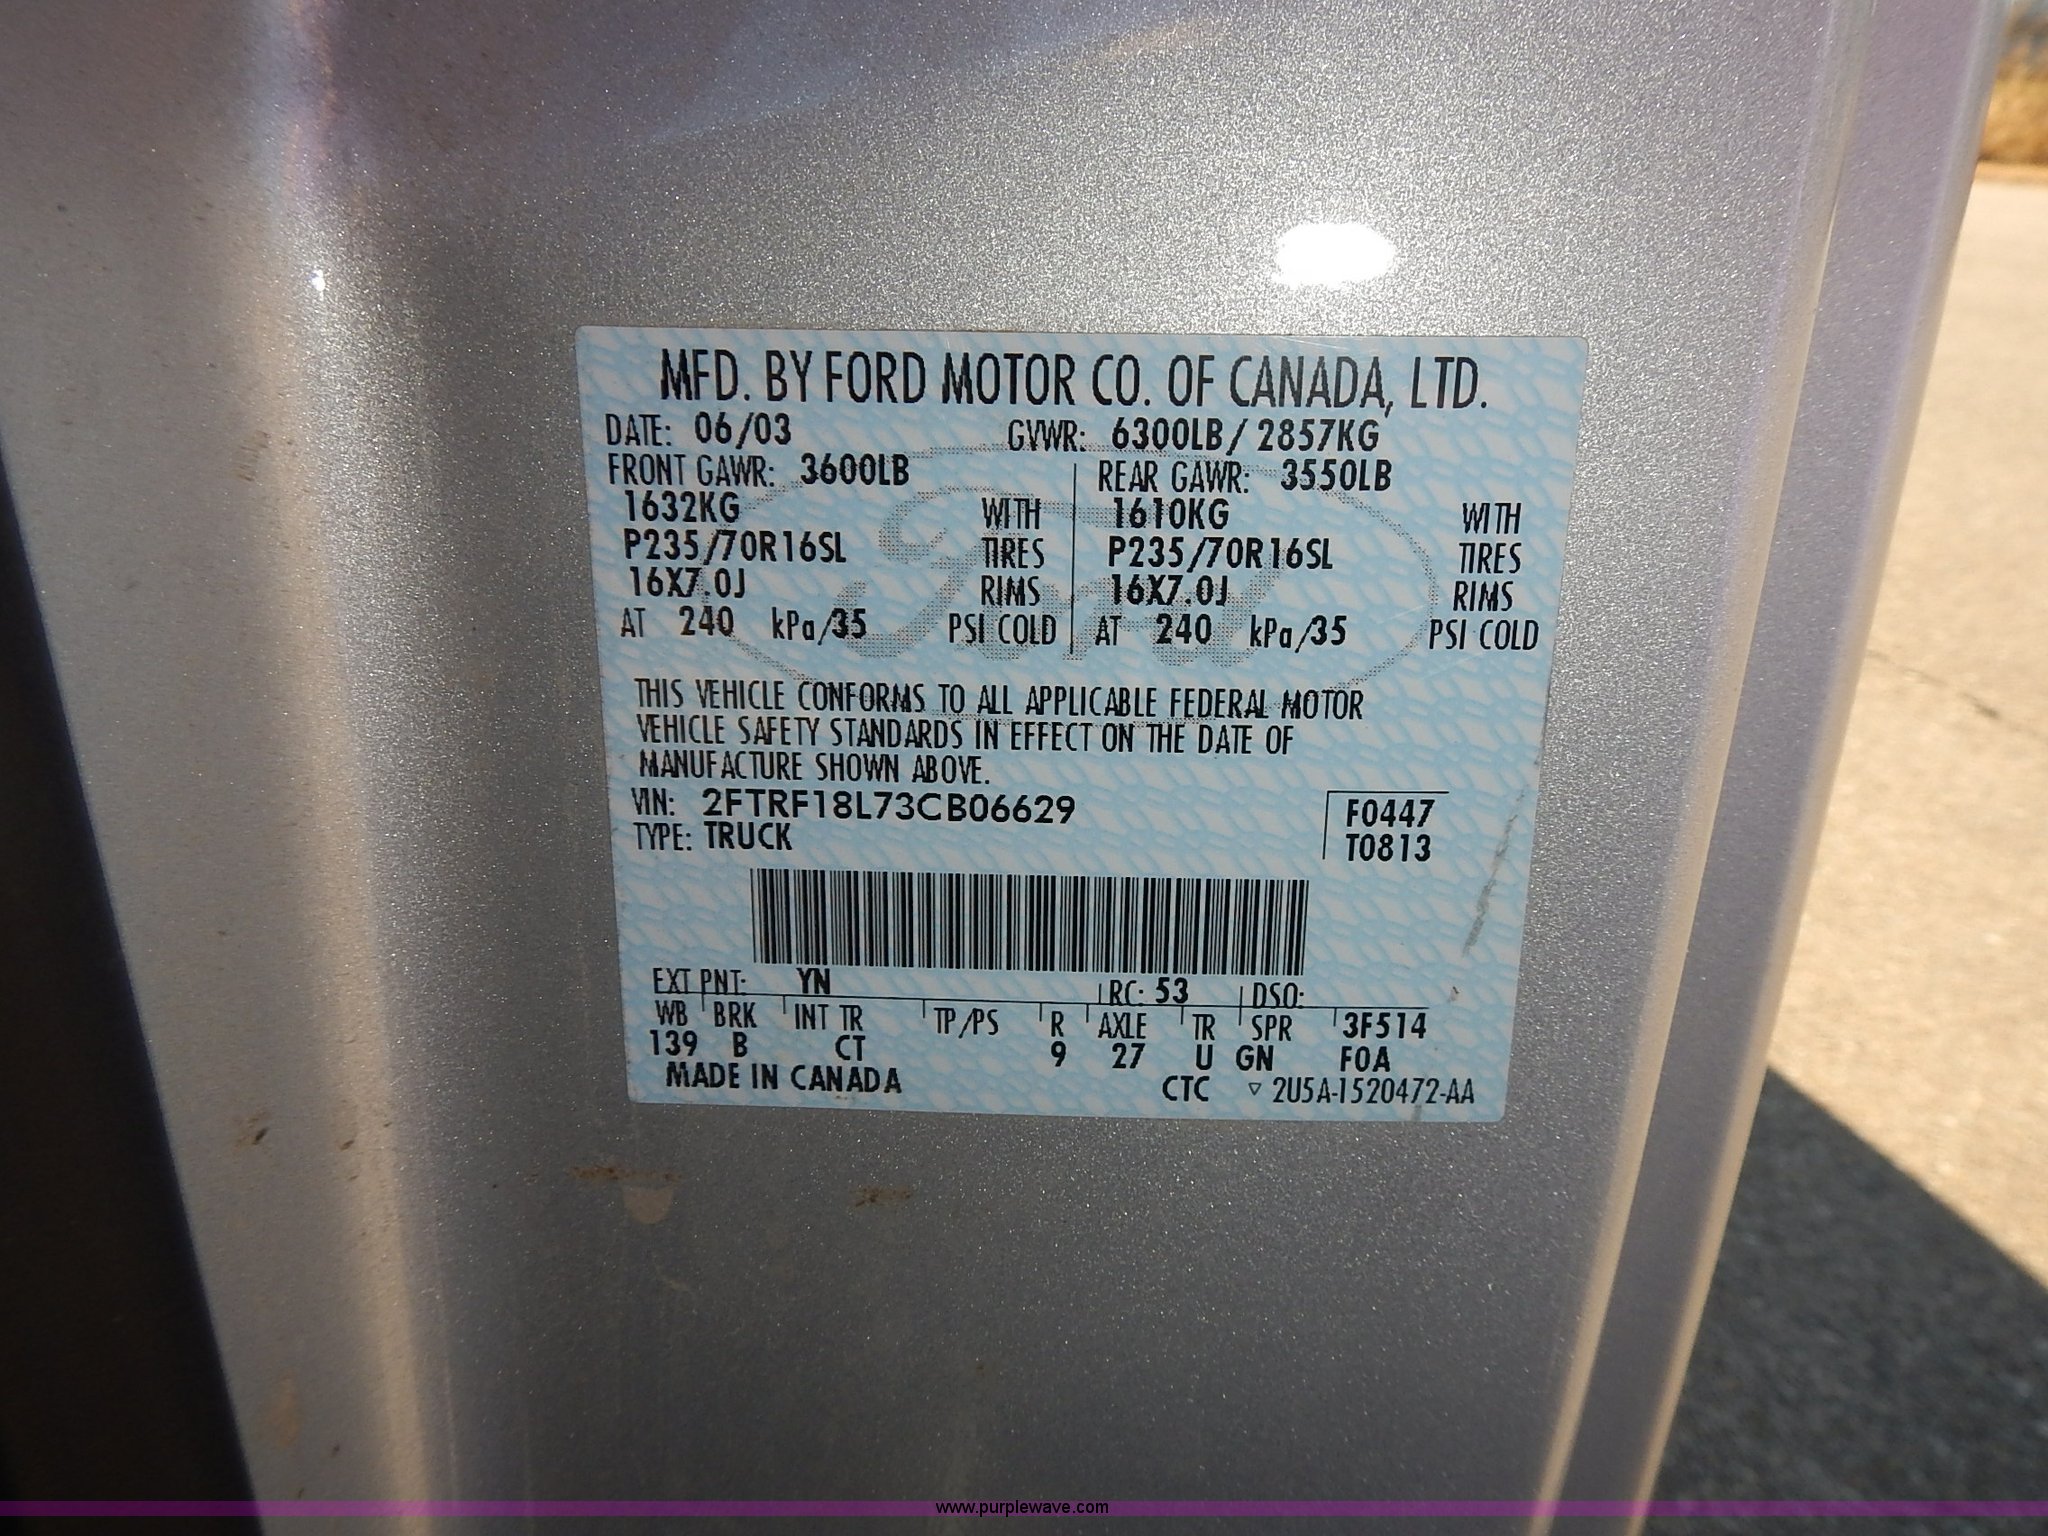 MFD. BY FORD MOTOR CO. OF CANADA, LTD.
DATE: 06/03 GVWR: 6300LB/ 2857KG
FRONT GAWR: 3600LB REAR GAWR: 3550LB
1632KG WITH 1610KG WITH
P235/70R16SL TIRES P235/70R16SL TIRES
16X7.0J RIMS 16X7.0J RIMS
AT 240 kPa/35 PSI COLD AT 240 kPa/35 PSI COLD
Ford
THIS VEHICLE CONFORMS TO ALL APPLICABLE FEDERAL MOTOR
VEHICLE SAFETY STANDARDS IN EFFECT ON THE DATE OF
MANUFACTURE SHOWN ABOVE.
VIN: 2FTRF18L73CB06629 F0447
TYPE: TRUCK T0813
EXT PNT: YN RC: 53 DSO:
WB BRK INT TR TP/PS R AXLE TR SPR 3F514
139 B CT 9 27 U GN F0A
MADE IN CANADA CTC ▽ 2U5A-1520472-AA
www.purplewave.com